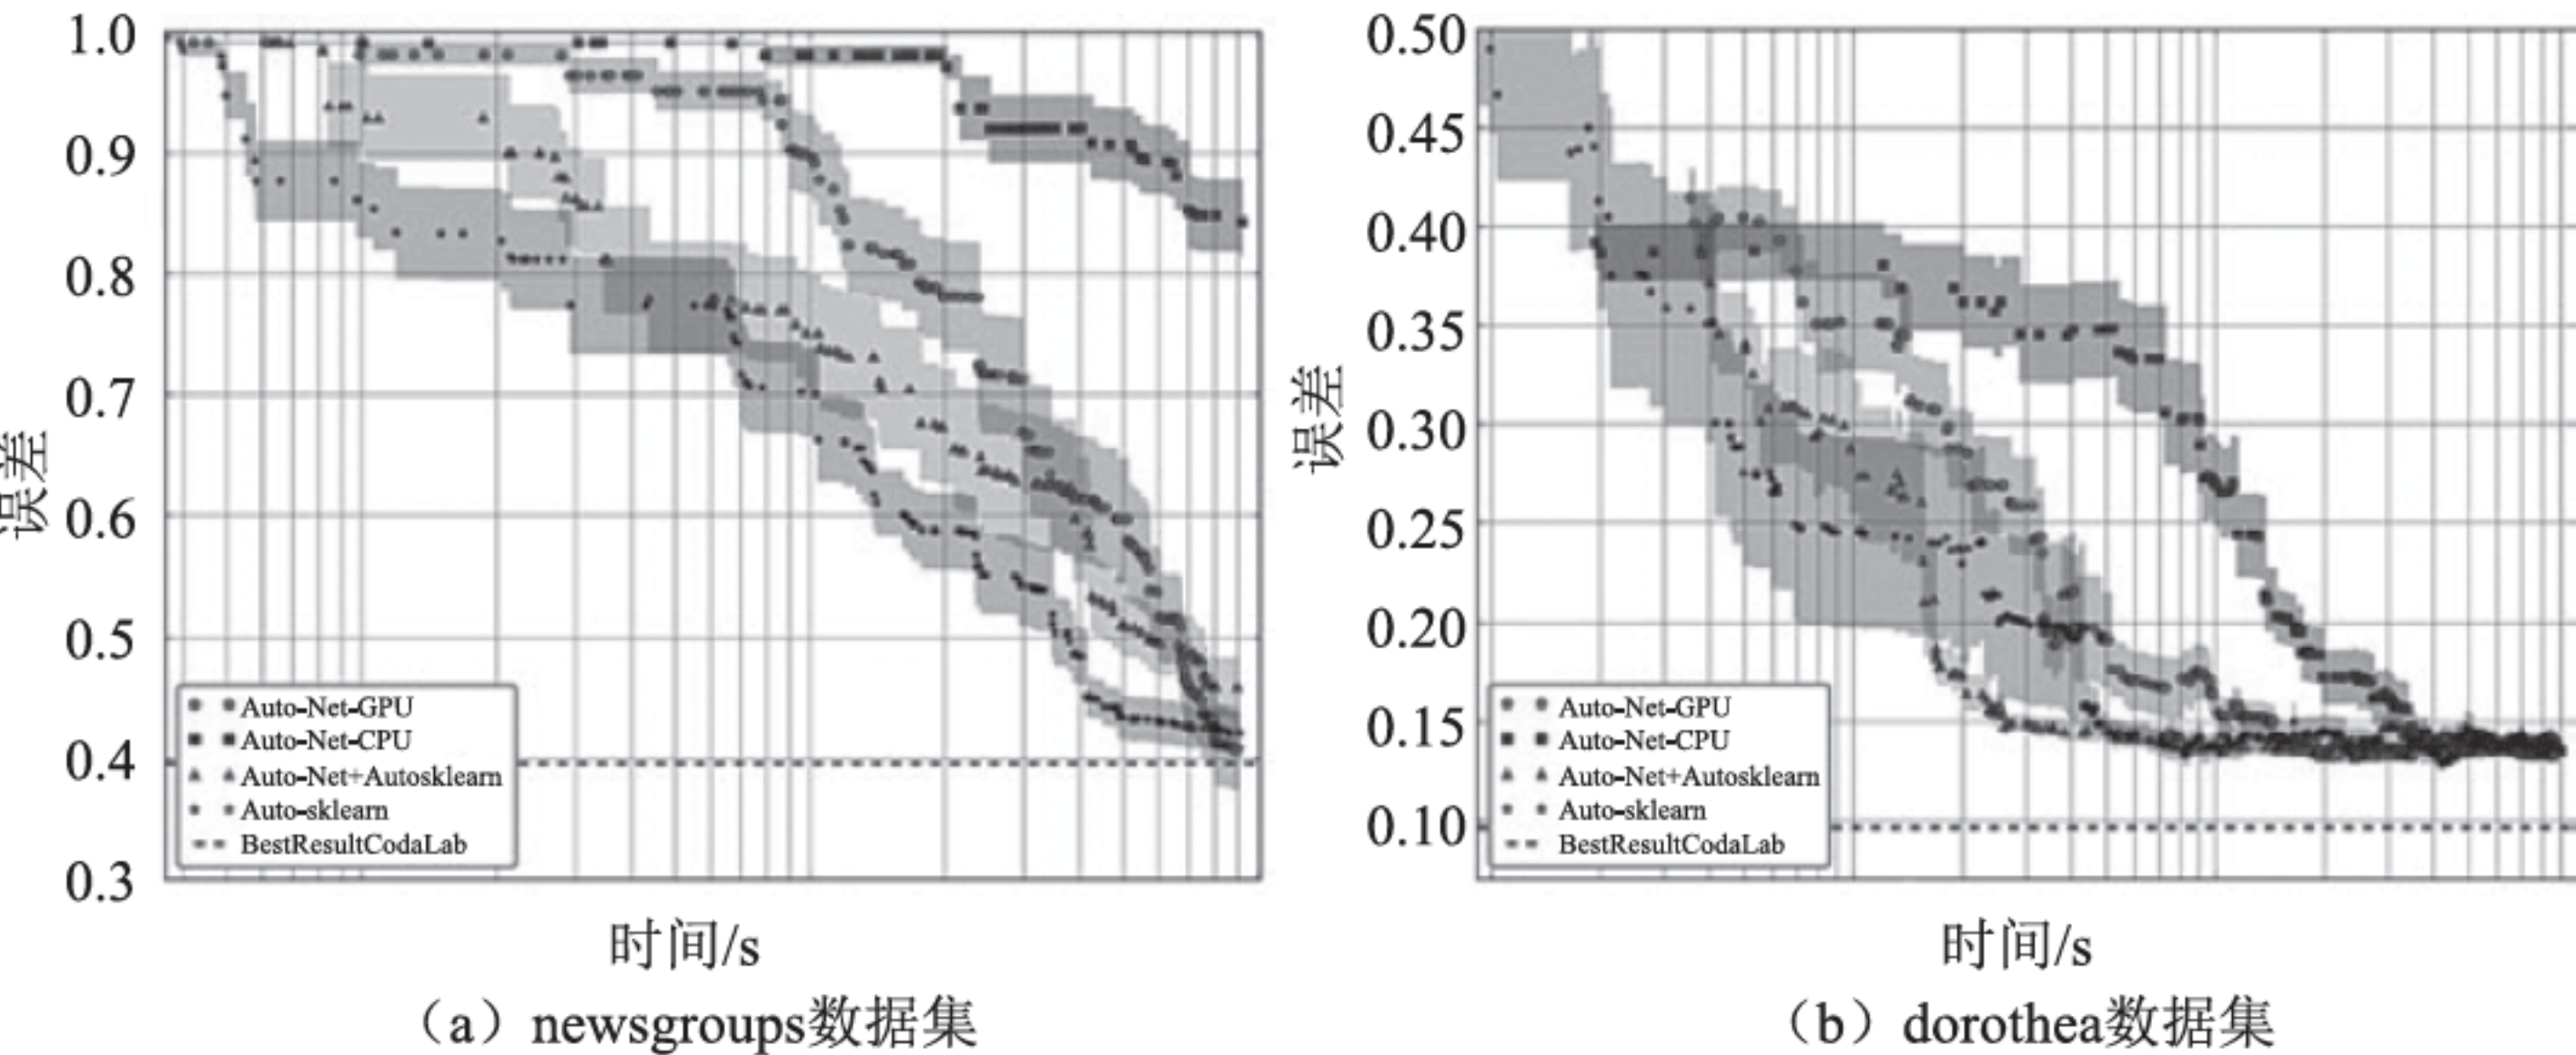 1.0
0.9
0.8
0.7
0.6
0.5
0.4
0.3
误差
Auto-Net-GPU
Auto-Net-CPU
Auto-Net+Autosklearn
Auto-sklearn
BestResultCodaLab
时间/s
（a）newsgroups数据集
0.50
0.45
0.40
0.35
0.30
0.25
0.20
0.15
0.10
误差
Auto-Net-GPU
Auto-Net-CPU
Auto-Net+Autosklearn
Auto-sklearn
BestResultCodaLab
时间/s
（b）dorothea数据集